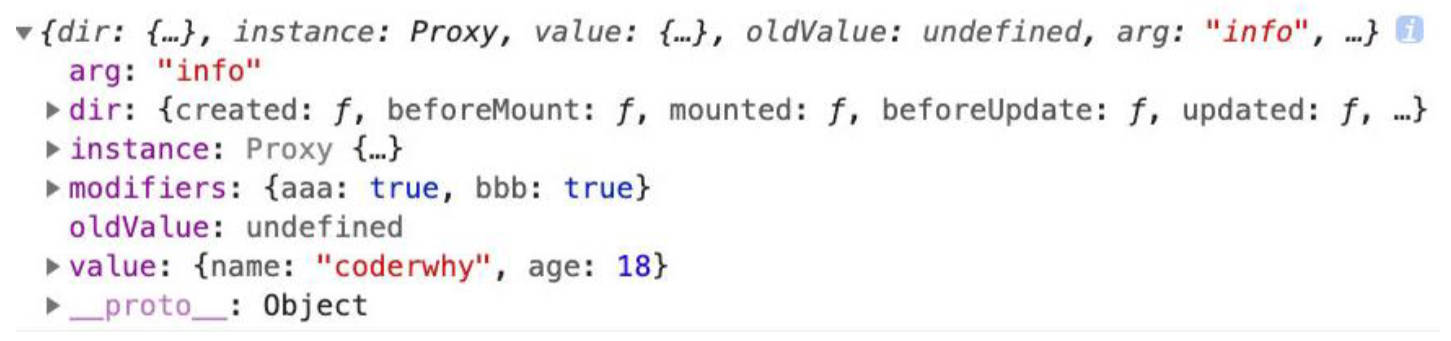 ▼{dir: {…}, instance: Proxy, value: {…}, oldValue: undefined, arg: "info", …} i
arg: "info"
▶dir: {created: ƒ, beforeMount: ƒ, mounted: ƒ, beforeUpdate: ƒ, updated: ƒ, …}
▶instance: Proxy {…}
▶modifiers: {aaa: true, bbb: true}
oldValue: undefined
▶value: {name: "coderwhy", age: 18}
▶__proto__: Object